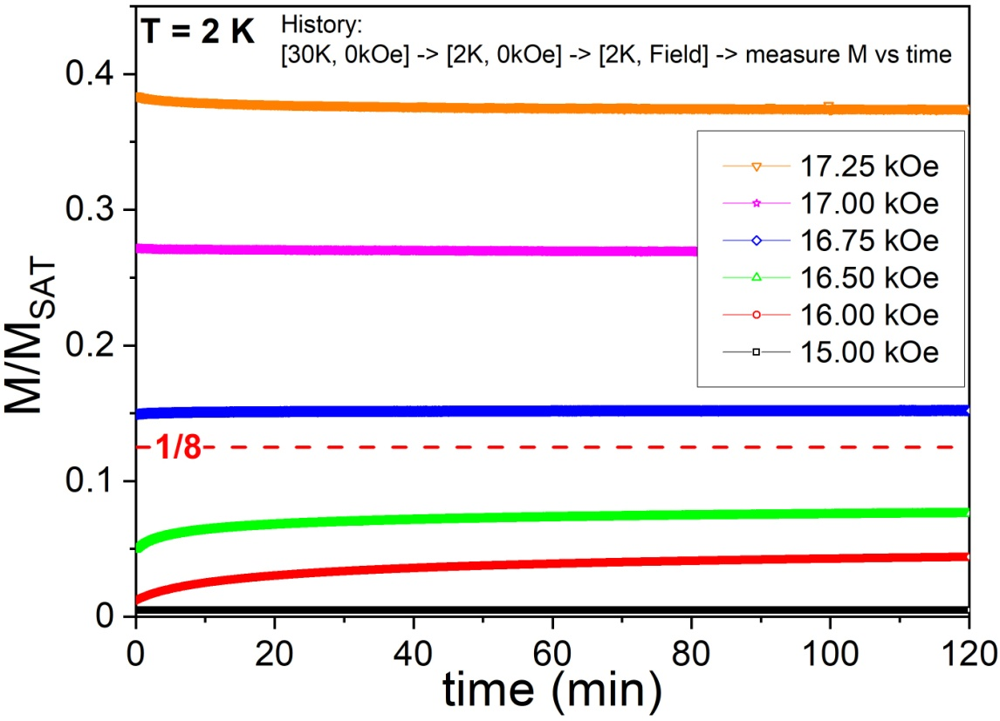 T = 2 K
History:
[30K, 0kOe] -> [2K, 0kOe] -> [2K, Field] -> measure M vs time
0.4
0.3
0.2
0.1
0
M/MSAT
17.25 kOe
17.00 kOe
16.75 kOe
16.50 kOe
16.00 kOe
15.00 kOe
1/8
0 20 40 60 80 100 120
time (min)